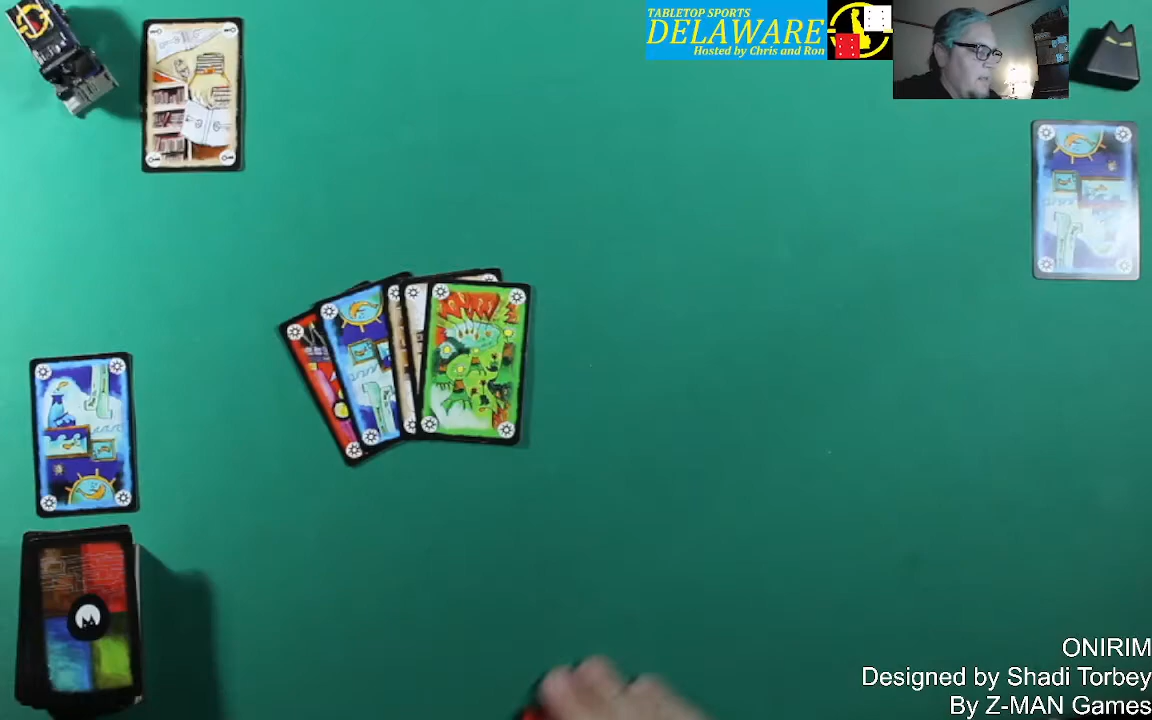 TABLETOP SPORTS
DELAWARE
Hosted by Chris and Ron
ONIRIM
Designed by Shadi Torbey
By Z-MAN Games